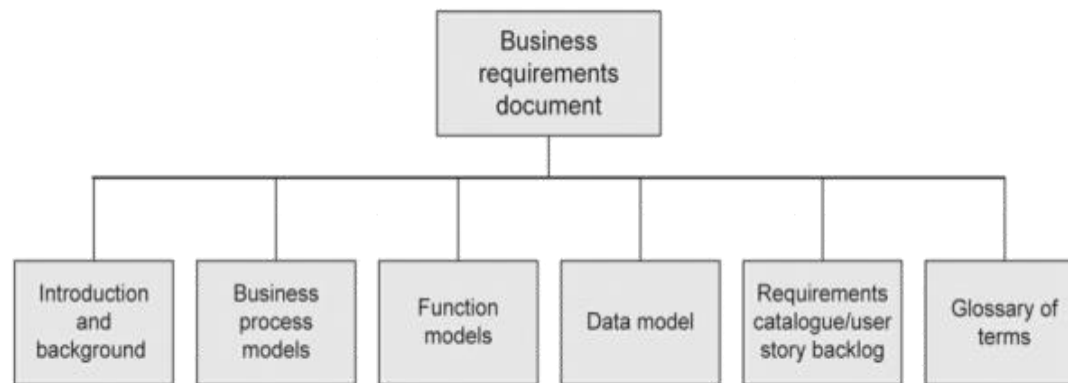 Business
requirements
document
Introduction
and
background
Business
process
models
Function
models
Data model
Requirements
catalogue/user
story backlog
Glossary of
terms